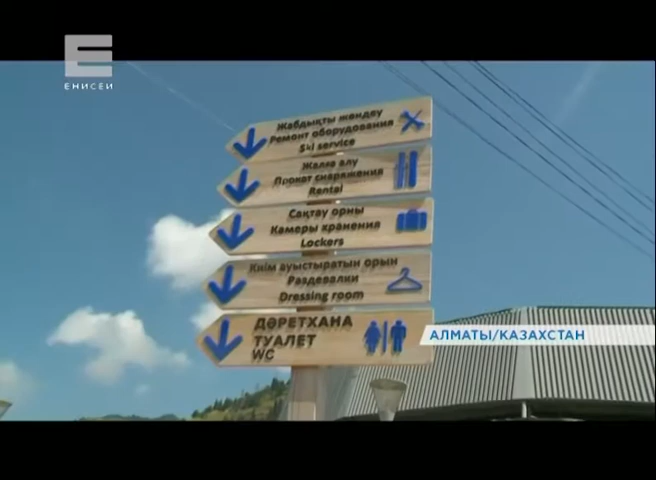 ЕНИСЕЙ
Жабдықты жөндеу
Ремонт оборудования
Ski service
Жалға алу
Прокат снаряжения
Rental
Сақтау орны
Камеры хранения
Lockers
Киім ауыстыратын орын
Раздевалки
Dressing room
ДӘРЕТХАНА
ТУАЛЕТ
WC
АЛМАТЫ/КАЗАХСТАН